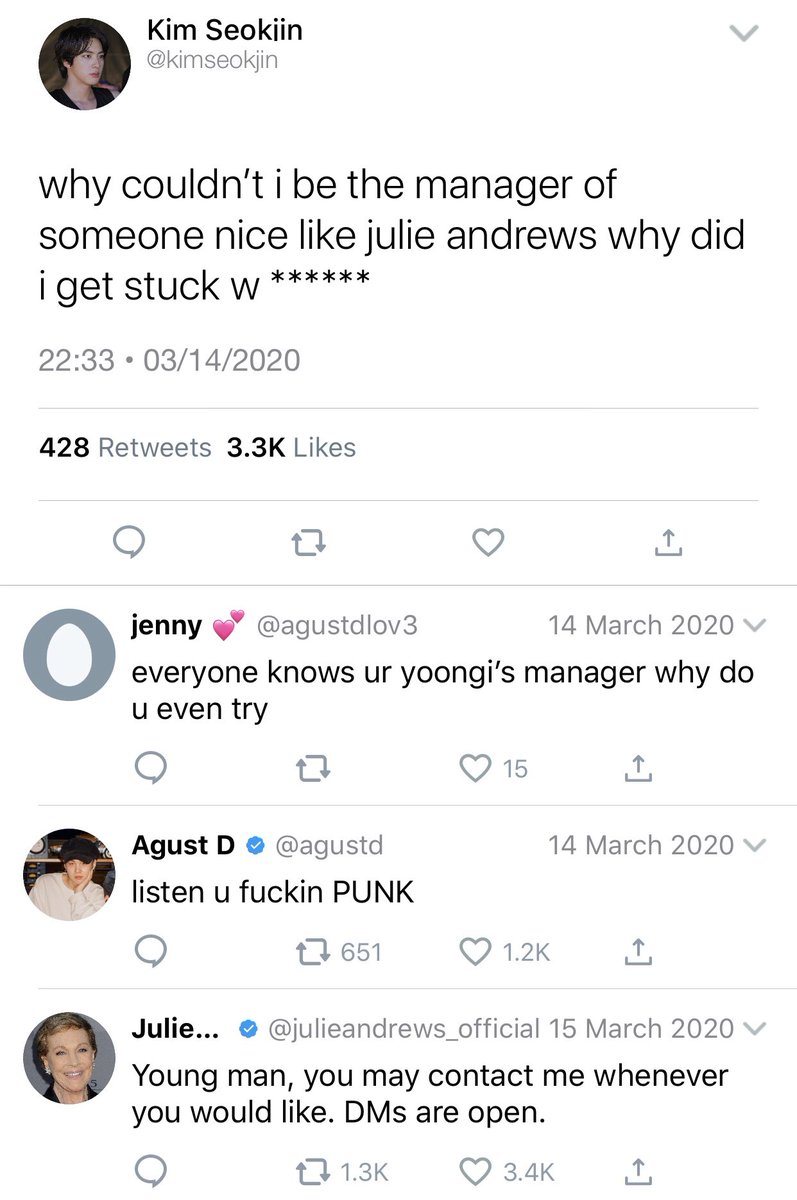 Kim Seokjin
@kimseokjin
why couldn’t i be the manager of
someone nice like julie andrews why did
i get stuck w ******
22:33 • 03/14/2020
428 Retweets 3.3K Likes
jenny 💕 @agustdlov3 14 March 2020
everyone knows ur yoongi’s manager why do
u even try
15
Agust D @agustd 14 March 2020
listen u fuckin PUNK
651 1.2K
Julie... @julieandrews_official 15 March 2020
Young man, you may contact me whenever
you would like. DMs are open.
1.3K 3.4K